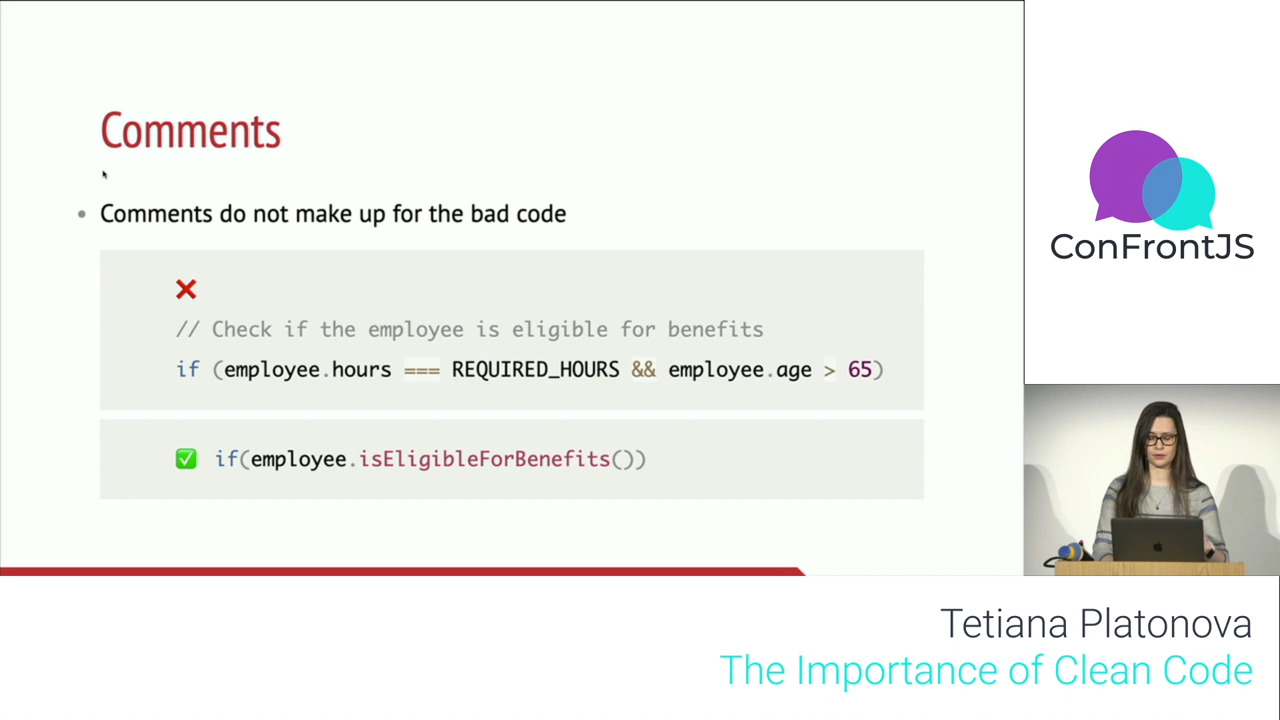 Comments
• Comments do not make up for the bad code
❌
// Check if the employee is eligible for benefits
if (employee.hours === REQUIRED_HOURS && employee.age > 65)
✅ if(employee.isEligibleForBenefits())
ConFrontJS
Tetiana Platonova
The Importance of Clean Code